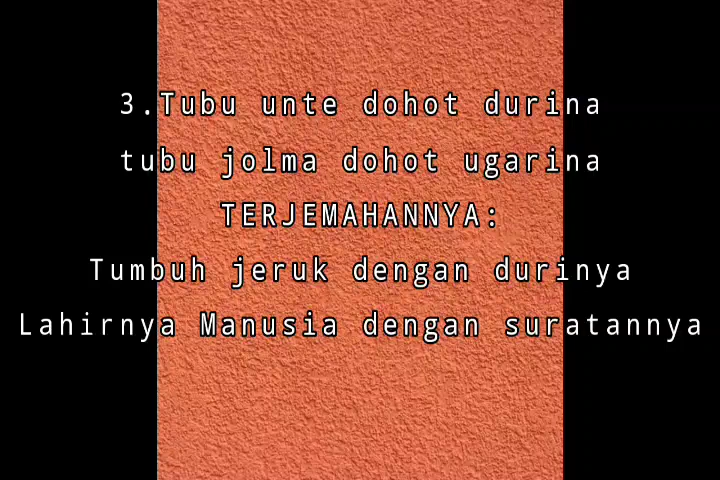 3.Tubu unte dohot durina
tubu jolma dohot ugarina
TERJEMAHANNYA:
Tumbuh jeruk dengan durinya
Lahirnya Manusia dengan suratannya